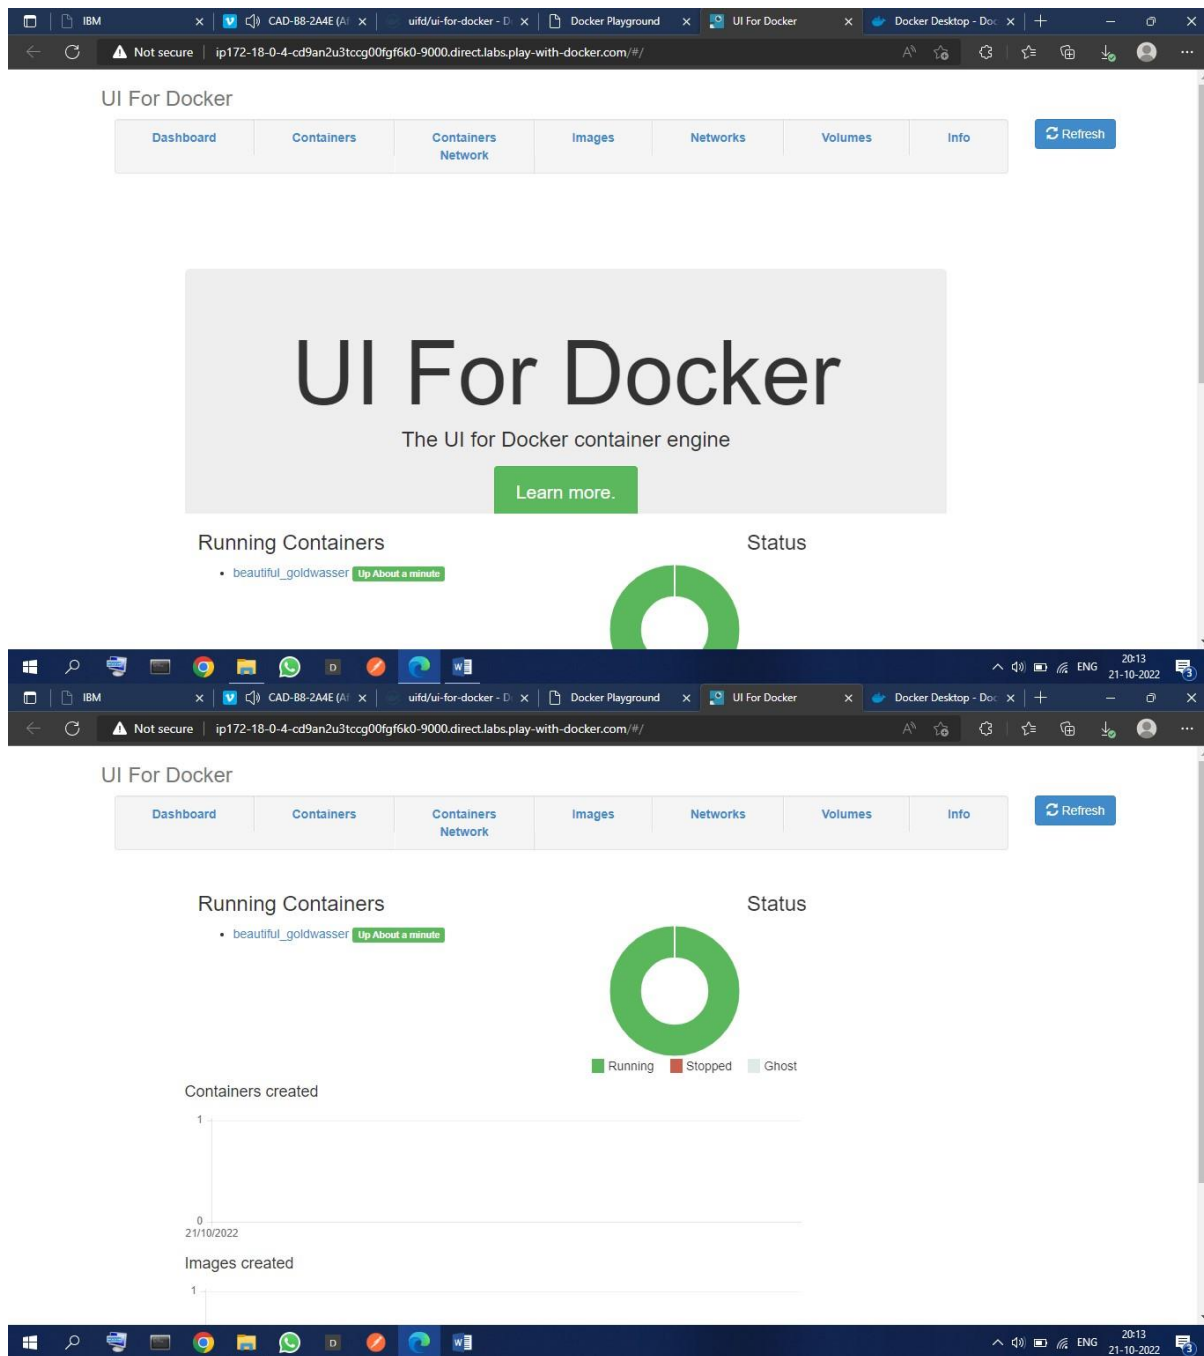 IBM CAD-B8-2A4E (Af uifd/ui-for-docker - D Docker Playground UI For Docker Docker Desktop - Doc
Not secure ip172-18-0-4-cd9an2u3tccg00fgf6k0-9000.direct.labs.play-with-docker.com/#/
UI For Docker
Dashboard Containers Containers Network Images Networks Volumes Info Refresh
UI For Docker
The UI for Docker container engine
Learn more.
Running Containers Status
beautiful_goldwasser Up About a minute
ENG 20:13
21-10-2022 3
IBM CAD-B8-2A4E (Af uifd/ui-for-docker - D Docker Playground UI For Docker Docker Desktop - Doc
Not secure ip172-18-0-4-cd9an2u3tccg00fgf6k0-9000.direct.labs.play-with-docker.com/#/
UI For Docker
Dashboard Containers Containers Network Images Networks Volumes Info Refresh
Running Containers Status
beautiful_goldwasser Up About a minute
Running Stopped Ghost
Containers created
1
0
21/10/2022
Images created
1
ENG 20:13
21-10-2022 3